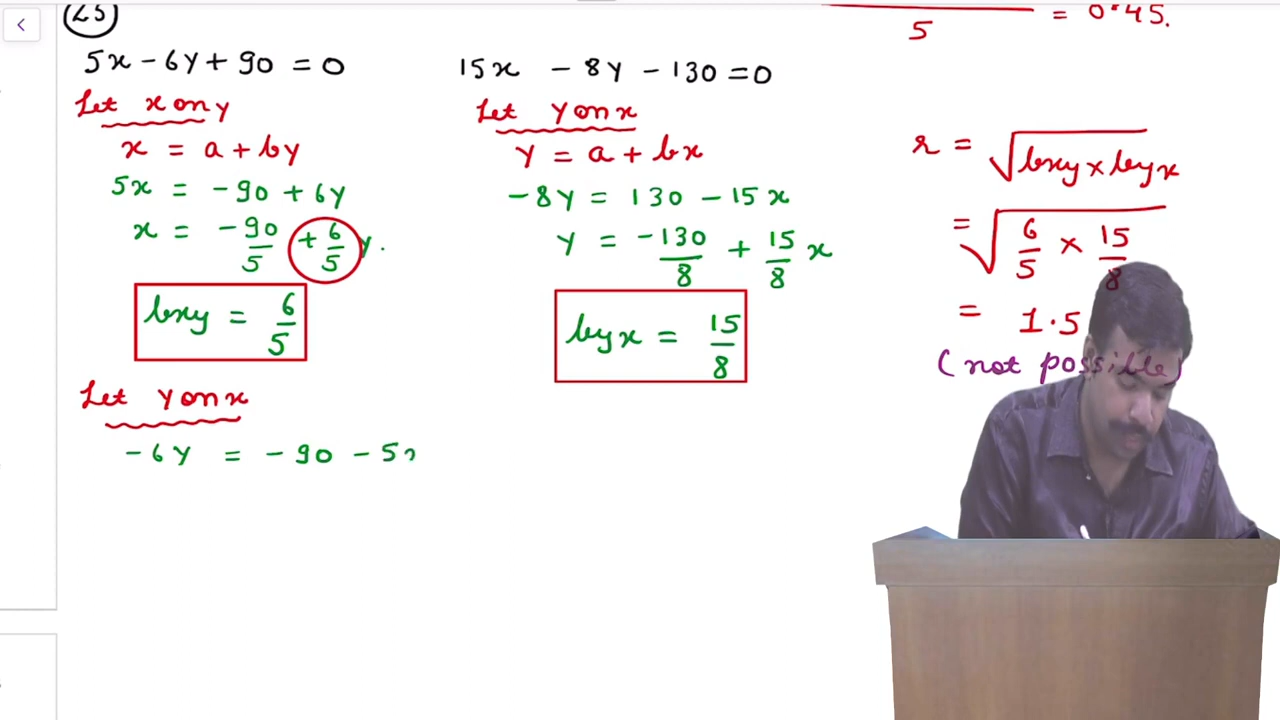 25
5x - 6y + 90 = 0
Let x on y
x = a + by
5x = -90 + 6y
x = -90/5 + 6/5 y.
bxy = 6/5
Let y on x
-6y = -90 - 5x
15x - 8y - 130 = 0
Let y on x
y = a + bx
-8y = 130 - 15x
y = -130/8 + 15/8 x
byx = 15/8
5 = 0.45.
r = √bxy × byx
= √6/5 × 15/8
= 1.5
(not possible)